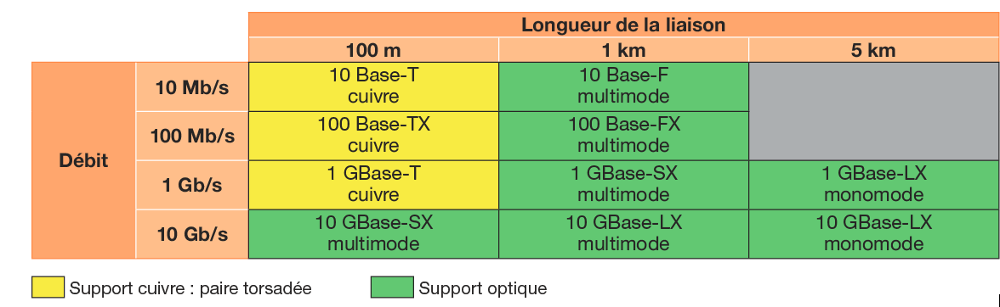 Longueur de la liaison
100 m 1 km 5 km
Débit
10 Mb/s
10 Base-T
cuivre
10 Base-F
multimode
100 Mb/s
100 Base-TX
cuivre
100 Base-FX
multimode
1 Gb/s
1 GBase-T
cuivre
1 GBase-SX
multimode
1 GBase-LX
monomode
10 Gb/s
10 GBase-SX
multimode
10 GBase-LX
multimode
10 GBase-LX
monomode
Support cuivre : paire torsadée
Support optique